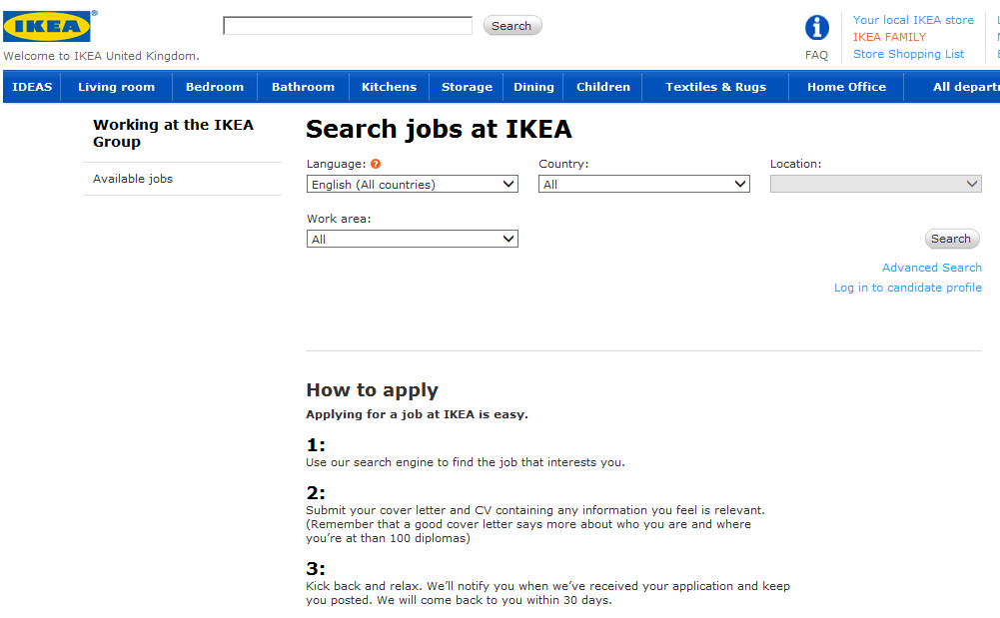 IKEA®
Search
FAQ
Your local IKEA store
IKEA FAMILY
Store Shopping List
Welcome to IKEA United Kingdom.
IDEAS Living room Bedroom Bathroom Kitchens Storage Dining Children Textiles & Rugs Home Office All
Working at the IKEA
Group
Available jobs
Search jobs at IKEA
Language: ? Country: Location:
English (All countries) All
Work area:
All
Search
Advanced Search
Log in to candidate profile
How to apply
Applying for a job at IKEA is easy.
1:
Use our search engine to find the job that interests you.
2:
Submit your cover letter and CV containing any information you feel is relevant.
(Remember that a good cover letter says more about who you are and where
you're at than 100 diplomas)
3:
Kick back and relax. We'll notify you when we've received your application and keep
you posted. We will come back to you within 30 days.